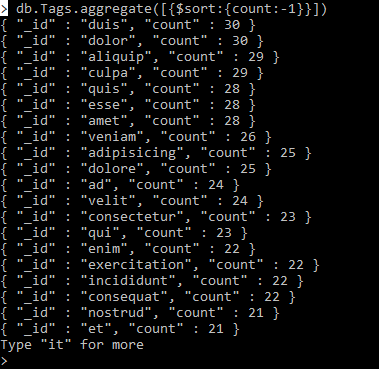 > db.Tags.aggregate([{$sort:{count:-1}}])
{ "_id" : "duis", "count" : 30 }
{ "_id" : "dolor", "count" : 30 }
{ "_id" : "aliquip", "count" : 29 }
{ "_id" : "culpa", "count" : 29 }
{ "_id" : "quis", "count" : 28 }
{ "_id" : "esse", "count" : 28 }
{ "_id" : "amet", "count" : 28 }
{ "_id" : "veniam", "count" : 26 }
{ "_id" : "adipisicing", "count" : 25 }
{ "_id" : "dolore", "count" : 25 }
{ "_id" : "ad", "count" : 24 }
{ "_id" : "velit", "count" : 24 }
{ "_id" : "consectetur", "count" : 23 }
{ "_id" : "qui", "count" : 23 }
{ "_id" : "enim", "count" : 22 }
{ "_id" : "exercitation", "count" : 22 }
{ "_id" : "incididunt", "count" : 22 }
{ "_id" : "consequat", "count" : 22 }
{ "_id" : "nostrud", "count" : 21 }
{ "_id" : "et", "count" : 21 }
Type "it" for more
>